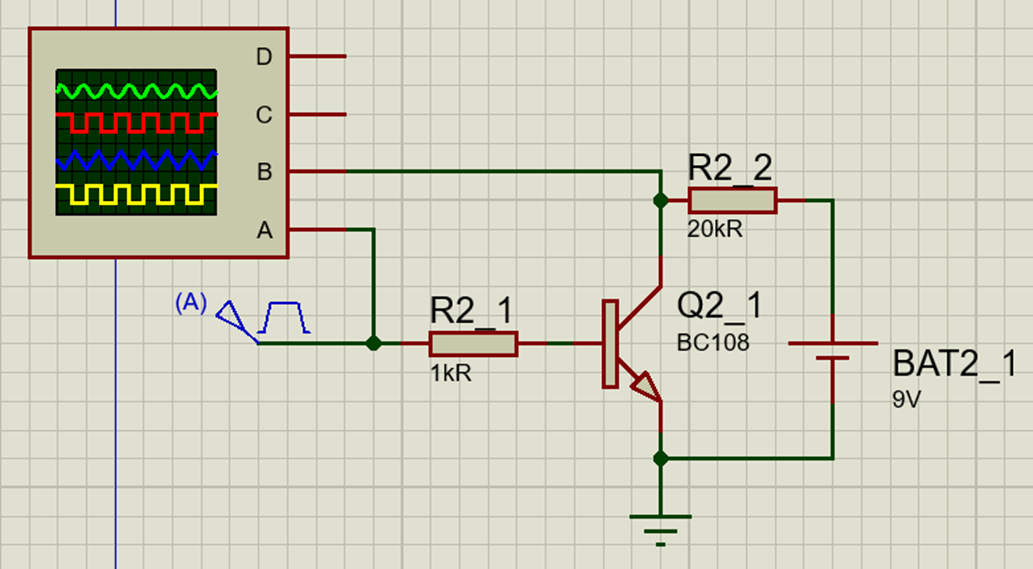 D
C
B
A
(A)
R2_1
1kR
R2_2
20kR
Q2_1
BC108
BAT2_1
9V